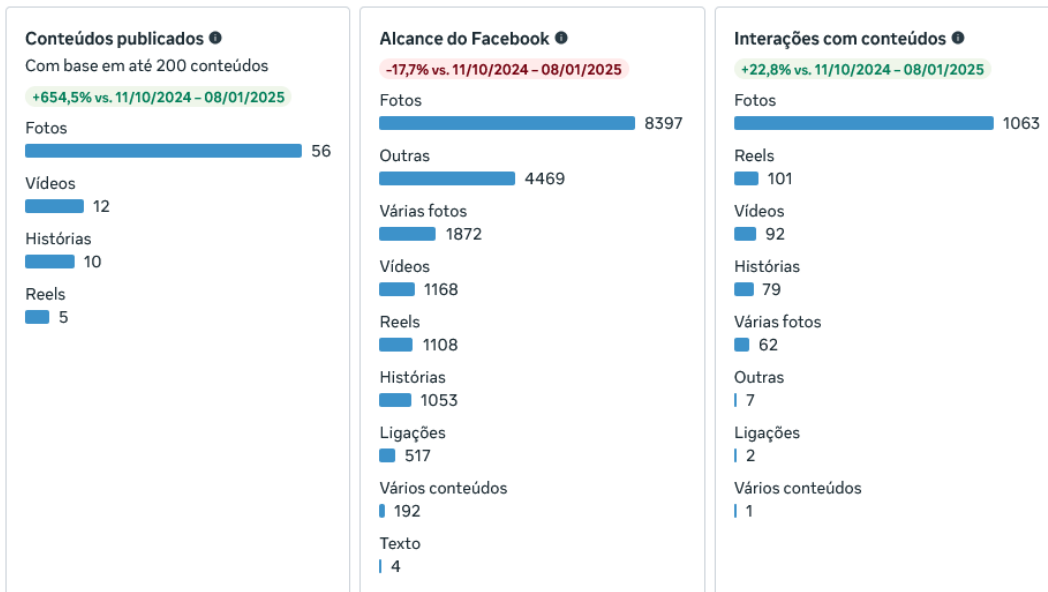 Conteúdos publicados
Com base em até 200 conteúdos
+654,5% vs. 11/10/2024 – 08/01/2025
Fotos
56
Vídeos
12
Histórias
10
Reels
5
Alcance do Facebook
-17,7% vs. 11/10/2024 – 08/01/2025
Fotos
8397
Outras
4469
Várias fotos
1872
Vídeos
1168
Reels
1108
Histórias
1053
Ligações
517
Vários conteúdos
192
Texto
4
Interações com conteúdos
+22,8% vs. 11/10/2024 – 08/01/2025
Fotos
1063
Reels
101
Vídeos
92
Histórias
79
Várias fotos
62
Outras
7
Ligações
2
Vários conteúdos
1